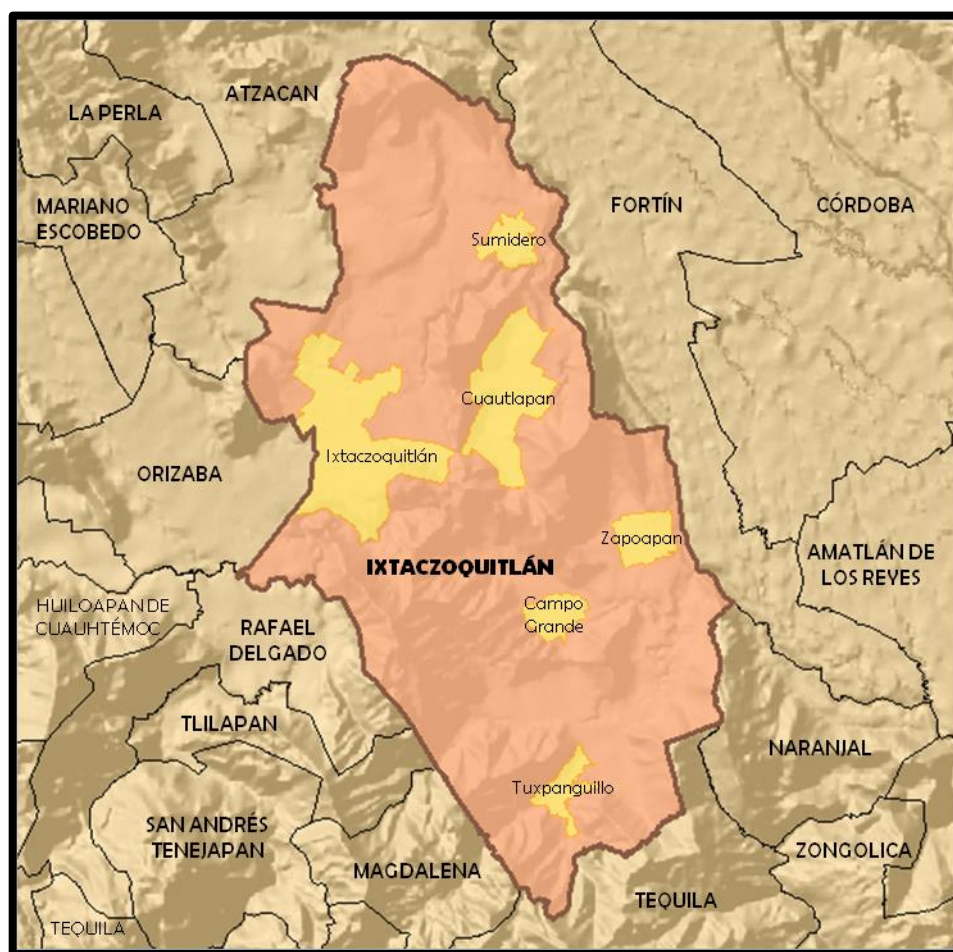 ATZACAN
LA PERLA
MARIANO
ESCOBEDO
FORTÍN
CÓRDOBA
Sumidero
Cuautlapan
Ixtaczoquitlán
ORIZABA
Zapoapan
IXTACZOQUITLÁN
AMATLÁN DE
LOS REYES
HUILOAPAN DE
CUAUHTÉMOC
Campo
Grande
RAFAEL
DELGADO
TLILAPAN
NARANJAL
Tuxpanguillo
SAN ANDRÉS
TENEJAPAN
ZONGOLICA
MAGDALENA
TEQUILA
TEQUILA